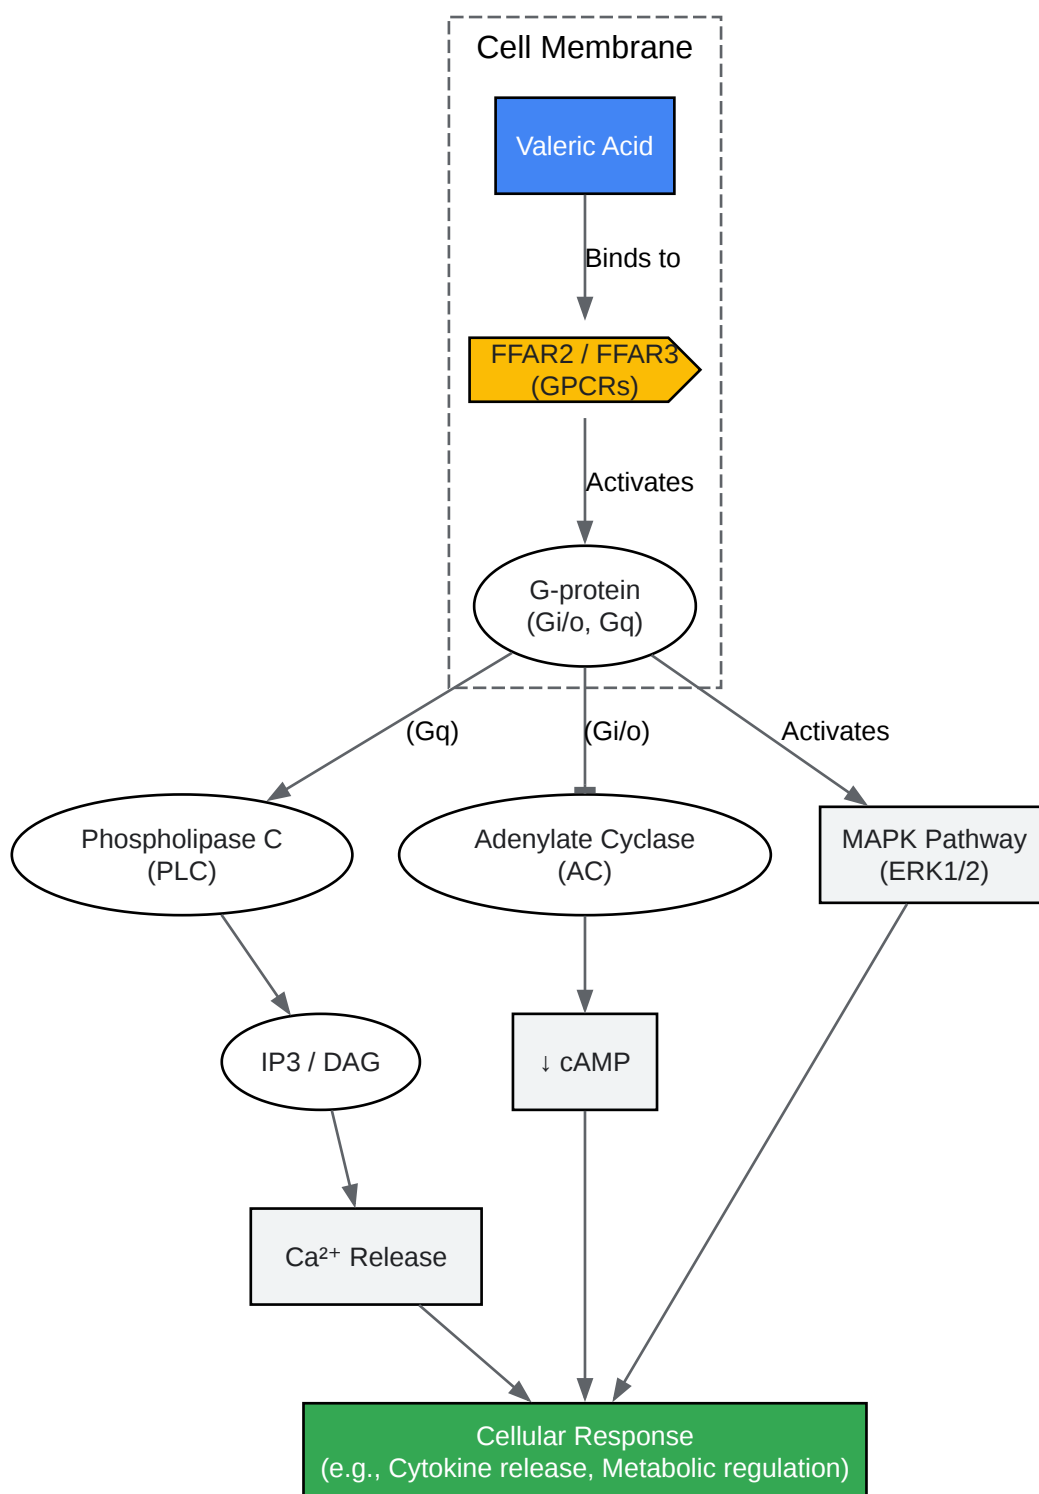 Cell Membrane
Valeric Acid
Binds to
FFAR2 / FFAR3
(GPCRs)
Activates
G-protein
(Gi/o, Gq)
(Gq)
(Gi/o)
Activates
Phospholipase C
(PLC)
Adenylate Cyclase
(AC)
MAPK Pathway
(ERK1/2)
IP3 / DAG
↓ cAMP
Ca²⁺ Release
Cellular Response
(e.g., Cytokine release, Metabolic regulation)